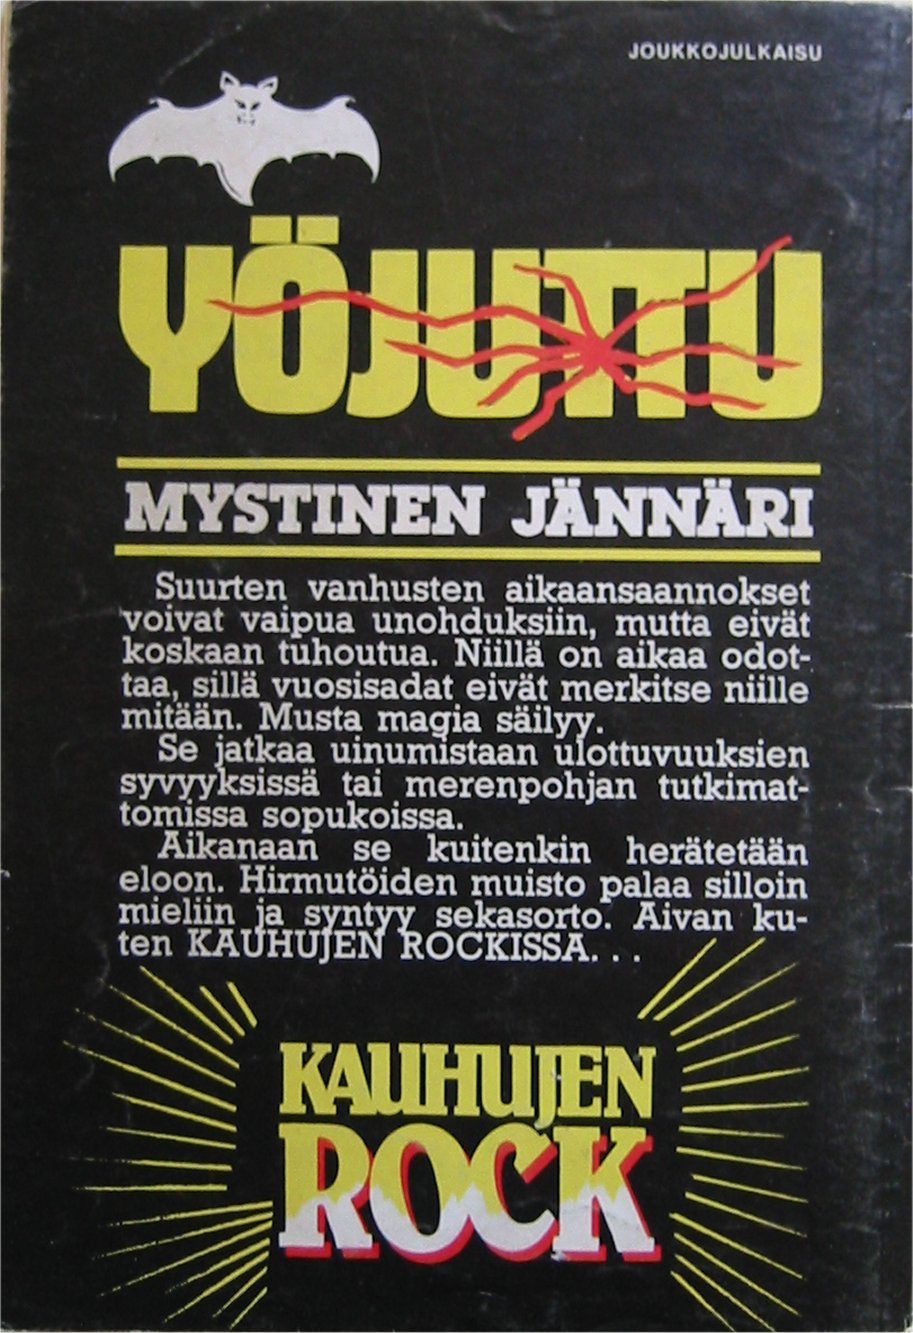 JOUKKOJULKAISU
YÖJUTTU
MYSTINEN JÄNNÄRI
Suurten vanhusten aikaansaannokset
voivat vaipua unohduksiin, mutta eivät
koskaan tuhoutua. Niillä on aikaa odot-
taa, sillä vuosisadat eivät merkitse niille
mitään. Musta magia säilyy.
Se jatkaa uinumistaan ulottuvuuksien
syvyyksissä tai merenpohjan tutkimat-
tomissa sopukoissa.
Aikanaan se kuitenkin herätetään
eloon. Hirmutöiden muisto palaa silloin
mieliin ja syntyy sekasorto. Aivan ku-
ten KAUHUJEN ROCKISSA...
KAUHUJEN
ROCK